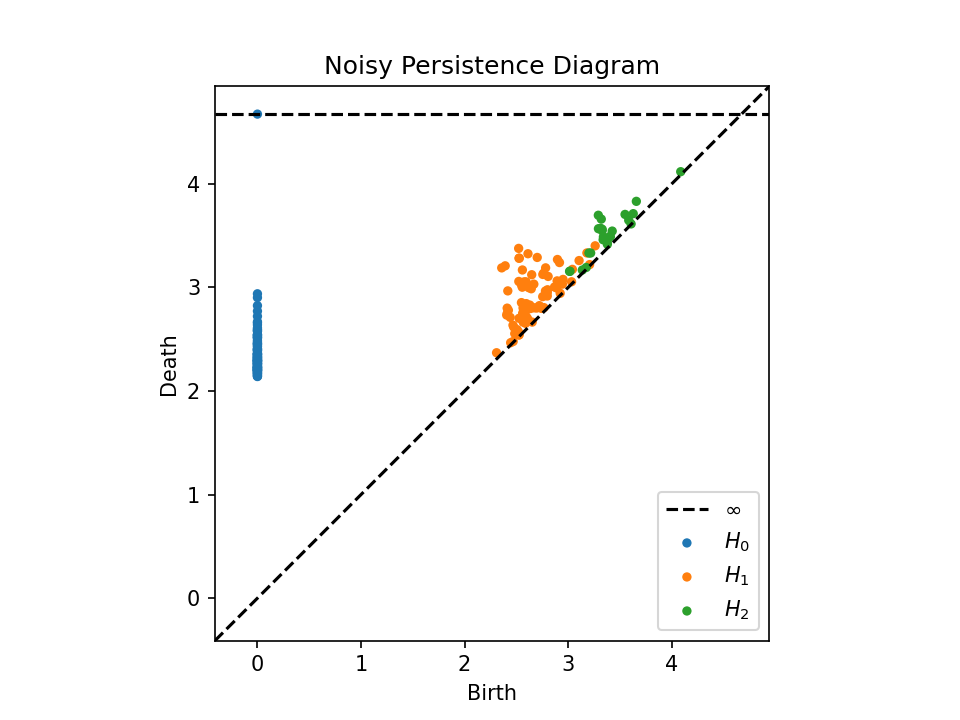 Noisy Persistence Diagram
Death
4
3
2
1
0
0 1 2 3 4
Birth
∞
H₀
H₁
H₂